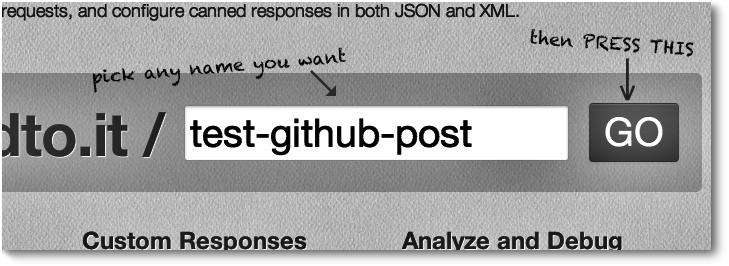 requests, and configure canned responses in both JSON and XML.
then PRESS THIS
pick any name you want
dto.it / test-github-post GO
Custom Responses Analyze and Debug